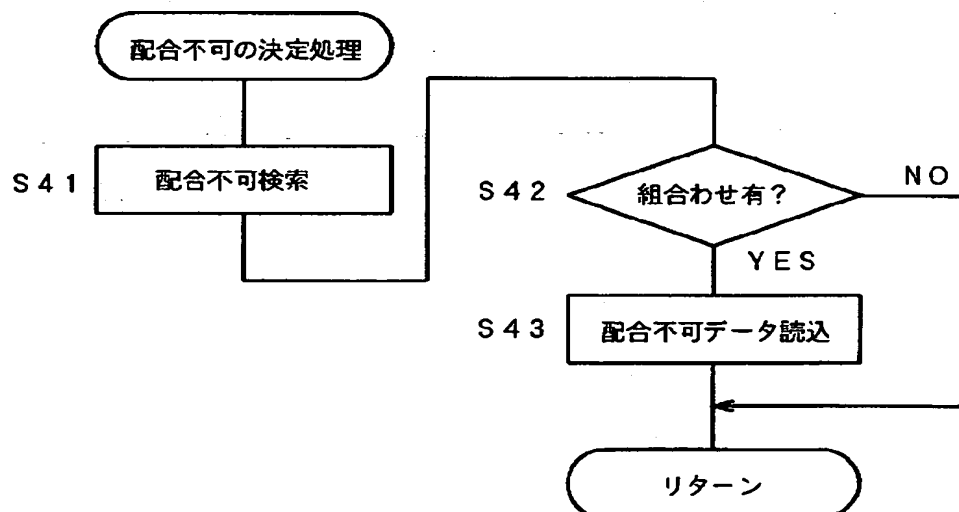 配合不可の決定処理
S41
配合不可検索
S42
組合わせ有?
NO
YES
S43
配合不可データ読込
リターン